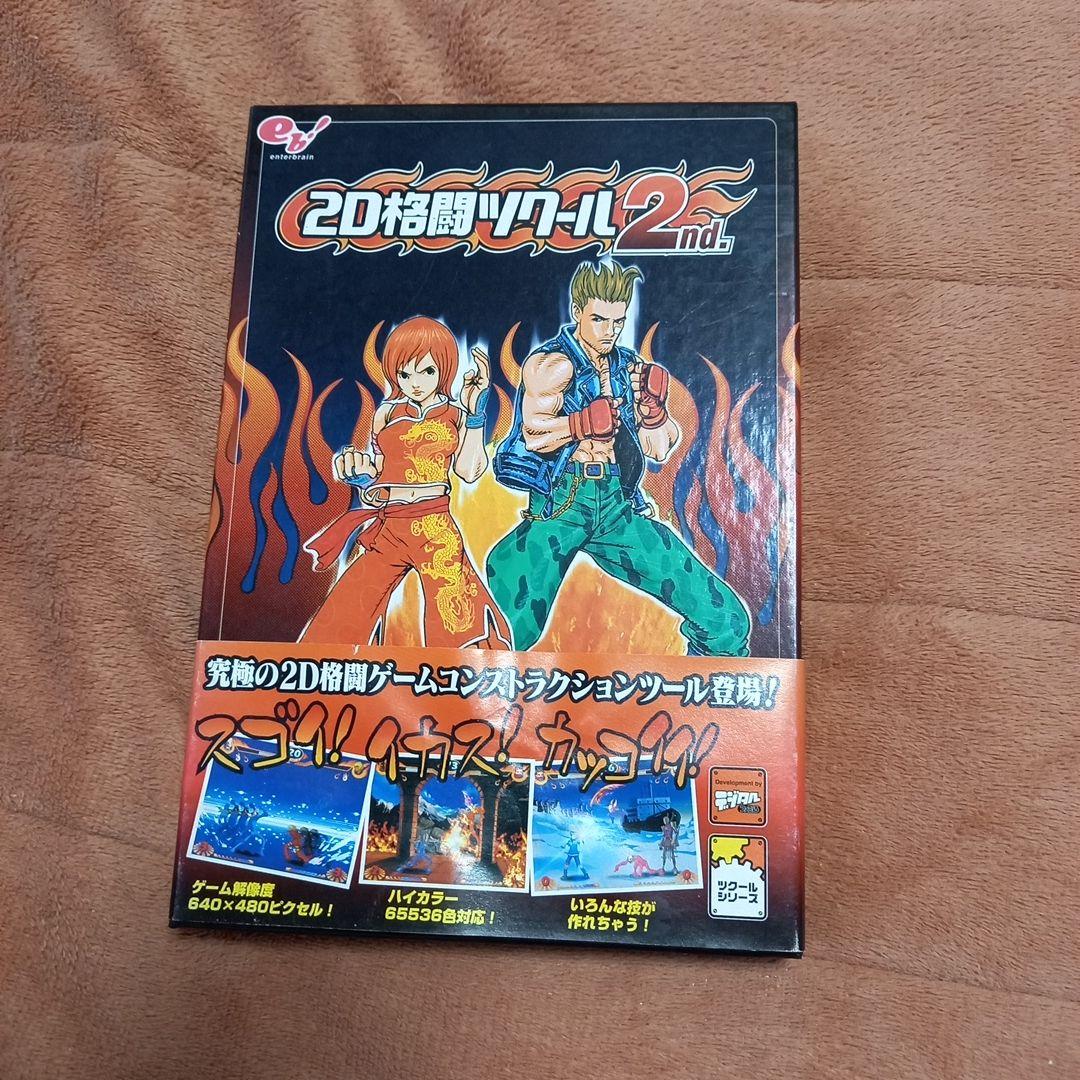 eb!
enterbrain
2D格闘ツクール2nd.
究極の2D格闘ゲームコンストラクションツール登場!
スゴイ! イカス! カッコイイ!
Development by
デジタル
ゲーム解像度
640×480ピクセル!
ハイカラー
65536色対応!
いろんな技が
作れちゃう!
ツクール
シリーズ